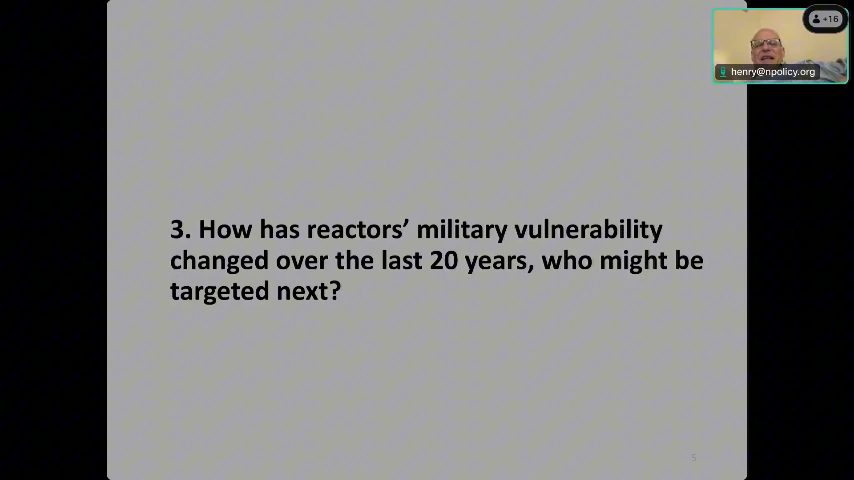 +16
henry@npolicy.org
3. How has reactors’ military vulnerability
changed over the last 20 years, who might be
targeted next?
5